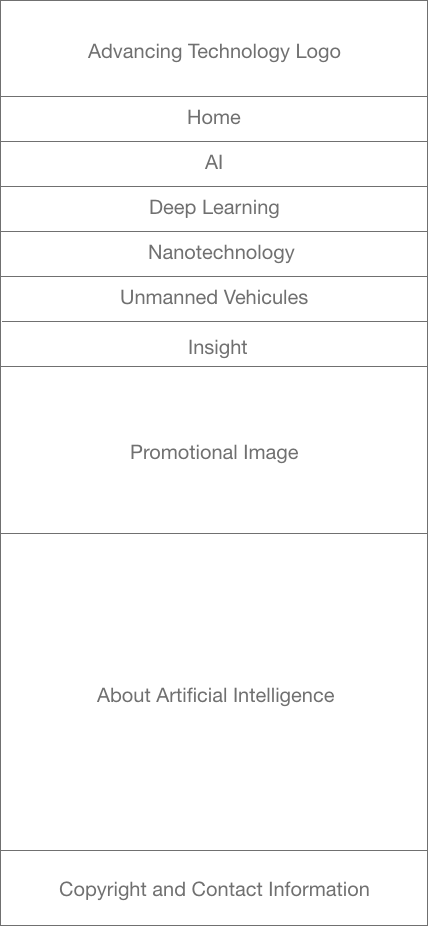 Advancing Technology Logo
Home
AI
Deep Learning
Nanotechnology
Unmanned Vehicules
Insight
Promotional Image
About Artificial Intelligence
Copyright and Contact Information